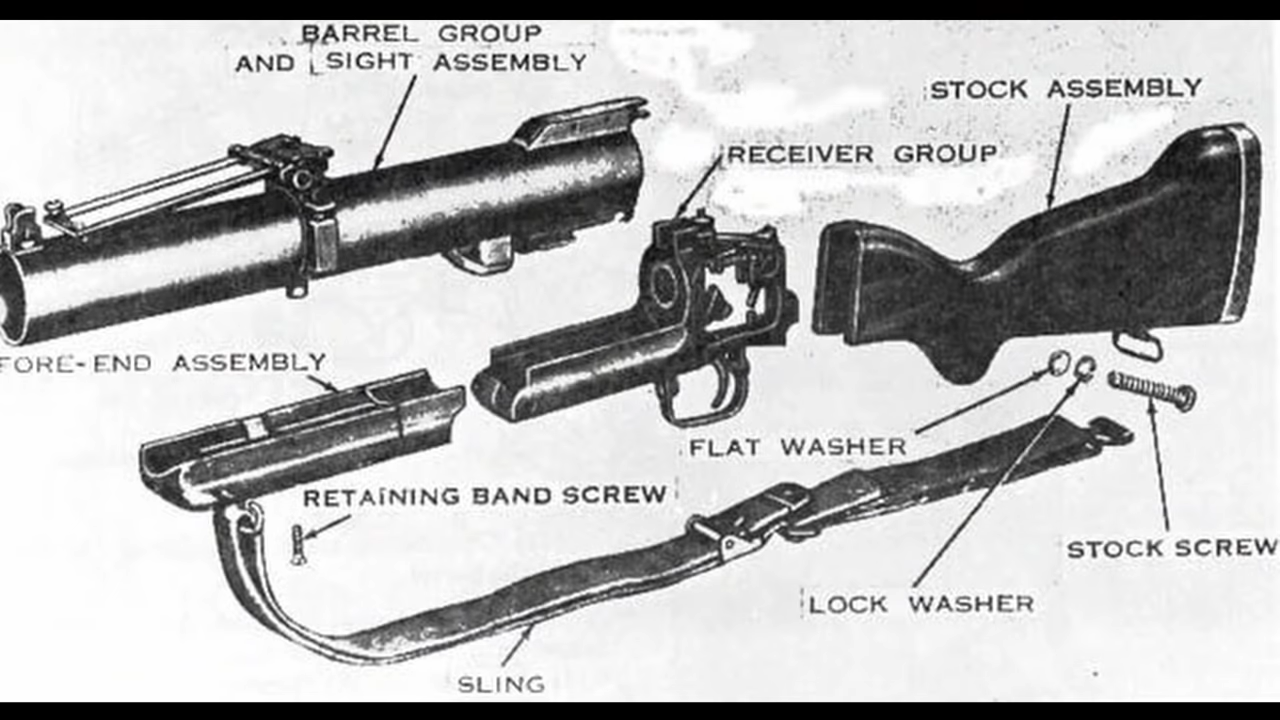 BARREL GROUP
AND SIGHT ASSEMBLY
STOCK ASSEMBLY
RECEIVER GROUP
FORE-END ASSEMBLY
FLAT WASHER
RETAINING BAND SCREW
STOCK SCREW
LOCK WASHER
SLING